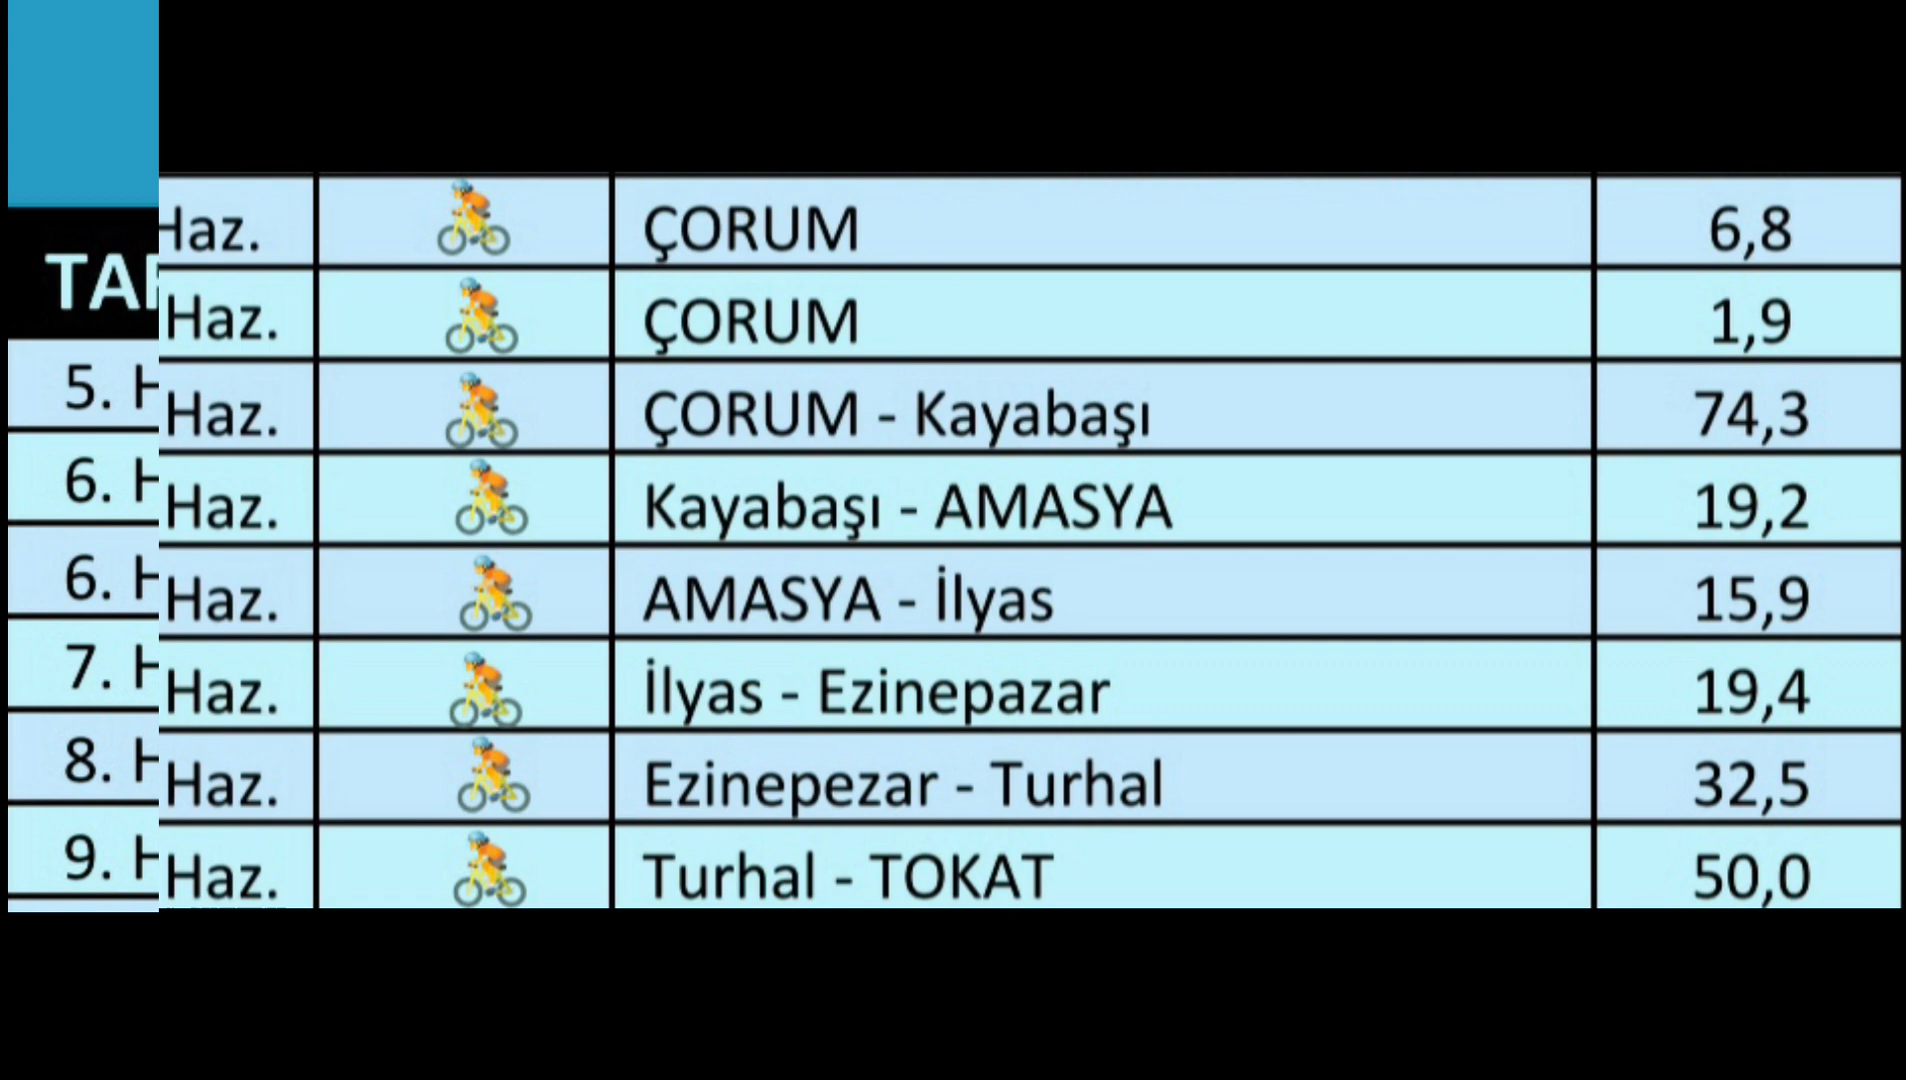 TAR
5. H
6. H
6. H
7. H
8. H
9. H
Haz. ÇORUM 6,8
Haz. ÇORUM 1,9
Haz. ÇORUM - Kayabaşı 74,3
Haz. Kayabaşı - AMASYA 19,2
Haz. AMASYA - İlyas 15,9
Haz. İlyas - Ezinepazar 19,4
Haz. Ezinepezar - Turhal 32,5
Haz. Turhal - TOKAT 50,0